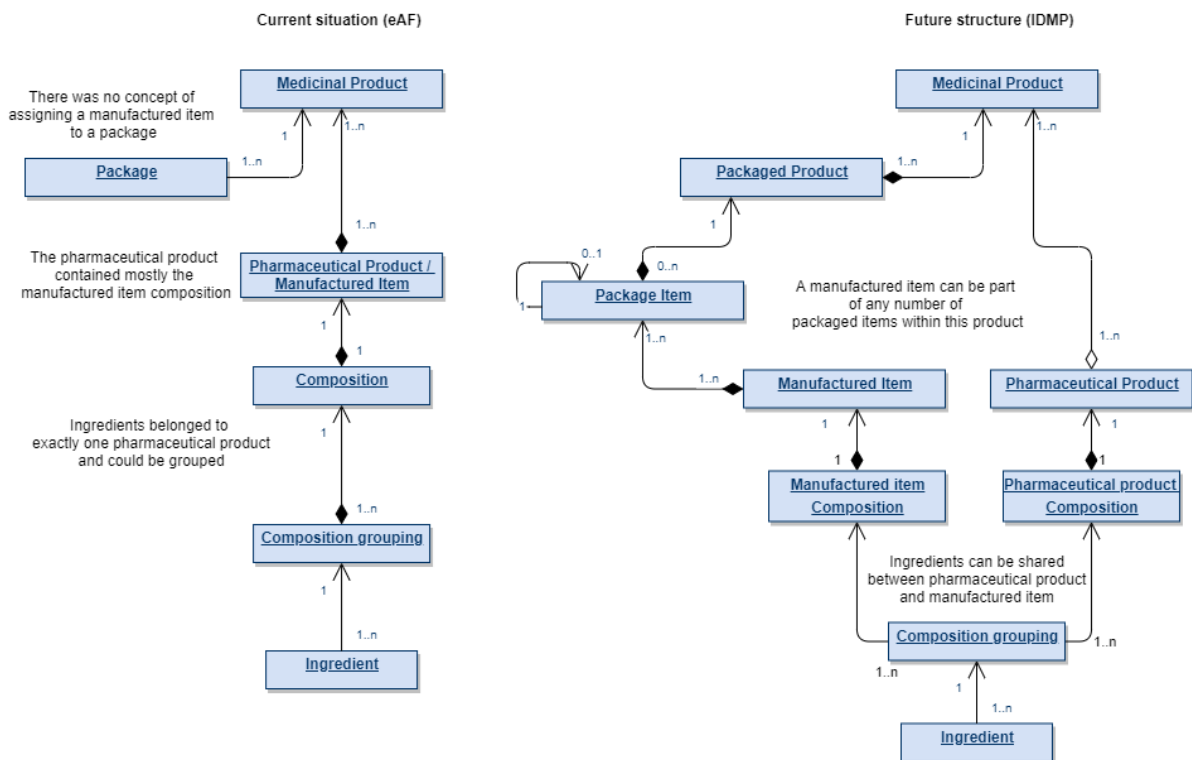 Current situation (eAF)
Medicinal Product
There was no concept of
assigning a manufactured item
to a package
1
1..n
1..n
Package
1..n
The pharmaceutical product
contained mostly the
manufactured item composition
Pharmaceutical Product /
Manufactured Item
1
1
Composition
Ingredients belonged to
exactly one pharmaceutical product
and could be grouped
1
1..n
Composition grouping
1
1..n
Ingredient
Future structure (IDMP)
Medicinal Product
1
1..n
1..n
Packaged Product
1
0..1
0..n
1
Package Item
A manufactured item can be part
of any number of
packaged items within this product
1..n
1..n
1..n
Manufactured Item
Pharmaceutical Product
1
1
1
1
Manufactured item
Composition
Pharmaceutical product
Composition
Ingredients can be shared
between pharmaceutical product
and manufactured item
Composition grouping
1..n
1..n
1
1..n
Ingredient